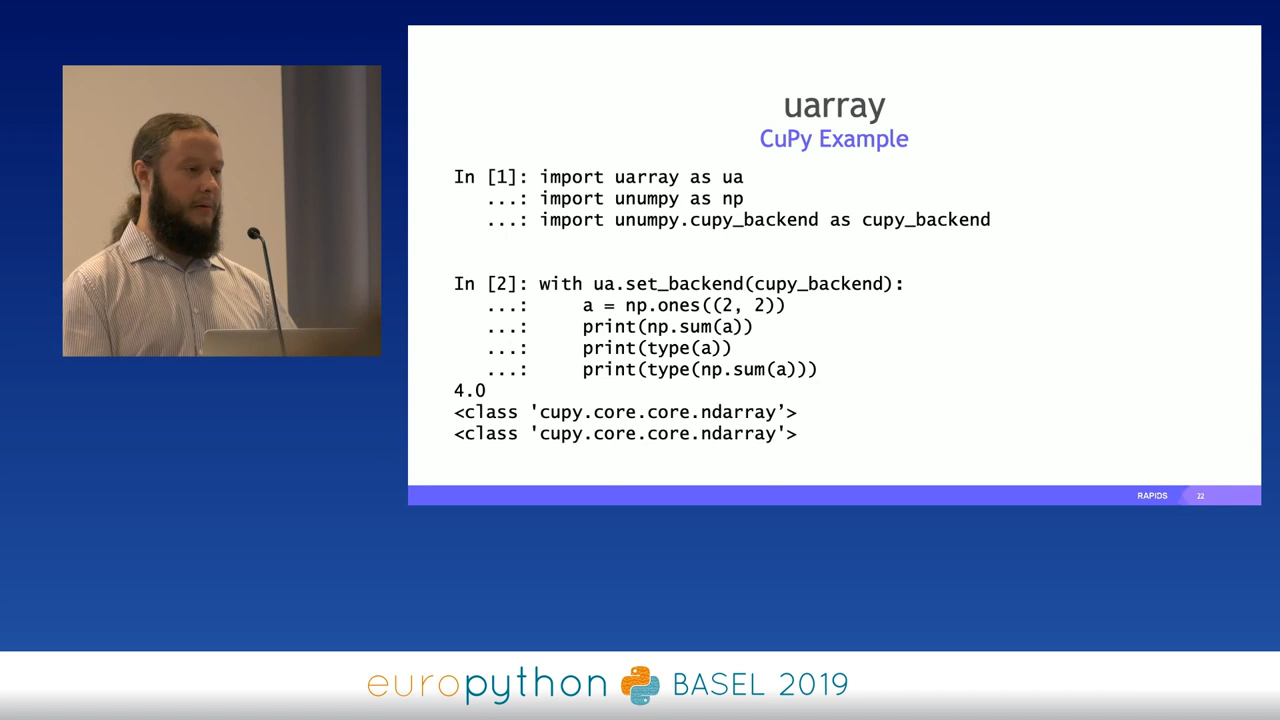 uarray
CuPy Example
In [1]: import uarray as ua
...: import unumpy as np
...: import unumpy.cupy_backend as cupy_backend
In [2]: with ua.set_backend(cupy_backend):
...: a = np.ones((2, 2))
...: print(np.sum(a))
...: print(type(a))
...: print(type(np.sum(a)))
4.0
<class 'cupy.core.core.ndarray’>
<class 'cupy.core.core.ndarray'>
RAPIDS 22
europython BASEL 2019